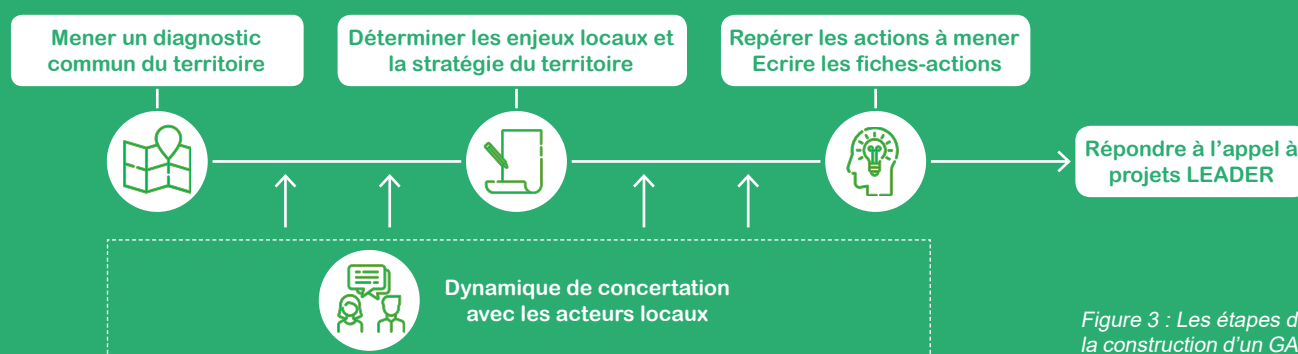 Mener un diagnostic
commun du territoire
Déterminer les enjeux locaux et
la stratégie du territoire
Repérer les actions à mener
Ecrire les fiches-actions
Répondre à l'appel à
projets LEADER
Dynamique de concertation
avec les acteurs locaux
Figure 3 : Les étapes
la construction d'un